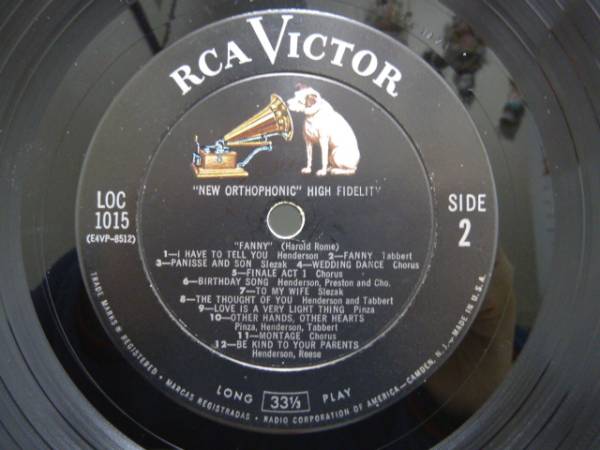 RCA VICTOR
"NEW ORTHOPHONIC" HIGH FIDELITY
LOC
1015
(E4VP-8512)
SIDE
2
"FANNY" (Harold Rome)
1—I HAVE TO TELL YOU Henderson 2—FANNY Tabbert
3—PANISSE AND SON Slezak 4—WEDDING DANCE Chorus
5—FINALE ACT 1 Chorus
6—BIRTHDAY SONG Henderson, Preston and Cho.
7—TO MY WIFE Slezak
8—THE THOUGHT OF YOU Henderson and Tabbert
9—LOVE IS A VERY LIGHT THING Pinza
10—OTHER HANDS, OTHER HEARTS
Pinza, Henderson, Tabbert
11—MONTAGE Chorus
12—BE KIND TO YOUR PARENTS
Henderson, Reese
LONG 33⅓ PLAY
TRADE MARKS ® REGISTERED • MARCAS REGISTRADAS • RADIO CORPORATION OF AMERICA—CAMDEN, N.J.—MADE IN U.S.A.